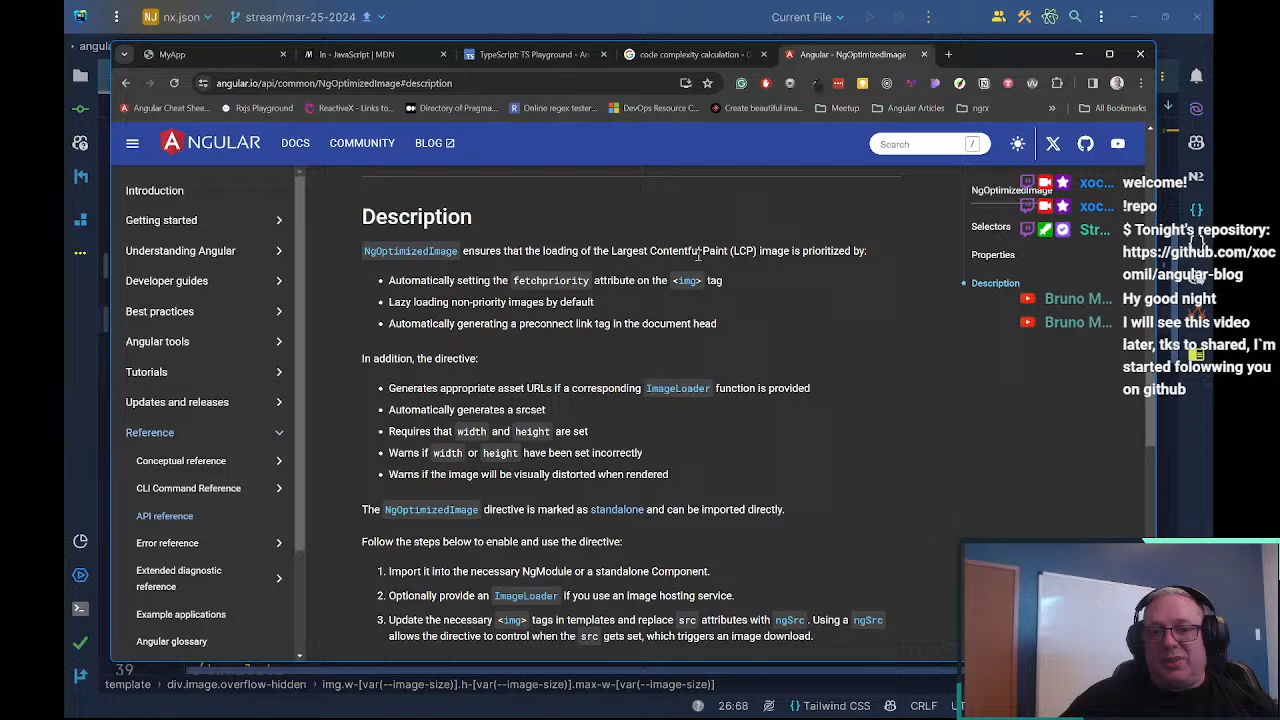 nx.json
stream/mar-25-2024
Current File
angula
MyApp
In - JavaScript | MDN
TypeScript: TS Playground - An
code complexity calculation - G
Angular - NgOptimizedImage
angular.io/api/common/NgOptimizedImage#description
Angular Cheat Shee...
Rxjs Playground
ReactiveX - Links to...
Directory of Pragma...
Online regex tester...
DevOps Resource C...
Create beautiful ima...
Meetup
Angular Articles
ngrx
All Bookmarks
ANGULAR
DOCS
COMMUNITY
BLOG
Search
/
Introduction
Getting started
Understanding Angular
Developer guides
Best practices
Angular tools
Tutorials
Updates and releases
Reference
Conceptual reference
CLI Command Reference
API reference
Error reference
Extended diagnostic
reference
Example applications
Angular glossary
Description
NgOptimizedImage ensures that the loading of the Largest Contentful Paint (LCP) image is prioritized by:
• Automatically setting the fetchpriority attribute on the <img> tag
• Lazy loading non-priority images by default
• Automatically generating a preconnect link tag in the document head
In addition, the directive:
• Generates appropriate asset URLs if a corresponding ImageLoader function is provided
• Automatically generates a srcset
• Requires that width and height are set
• Warns if width or height have been set incorrectly
• Warns if the image will be visually distorted when rendered
The NgOptimizedImage directive is marked as standalone and can be imported directly.
Follow the steps below to enable and use the directive:
1. Import it into the necessary NgModule or a standalone Component.
2. Optionally provide an ImageLoader if you use an image hosting service.
3. Update the necessary <img> tags in templates and replace src attributes with ngSrc. Using a ngSrc
allows the directive to control when the src gets set, which triggers an image download.
NgOptimizedImage
Selectors
Properties
Description
xoc... welcome!
xoc... !repo
Str... $ Tonight's repository:
https://github.com/xoc
omil/angular-blog
Bruno M... Hy good night
Bruno M... I will see this video
later, tks to shared, I`m
started folowwing you
on github
39
template
div.image.overflow-hidden
img.w-[var(--image-size)].h-[var(--image-size)].max-w-[var(--image-size)]
26:68
Tailwind CSS
CRLF